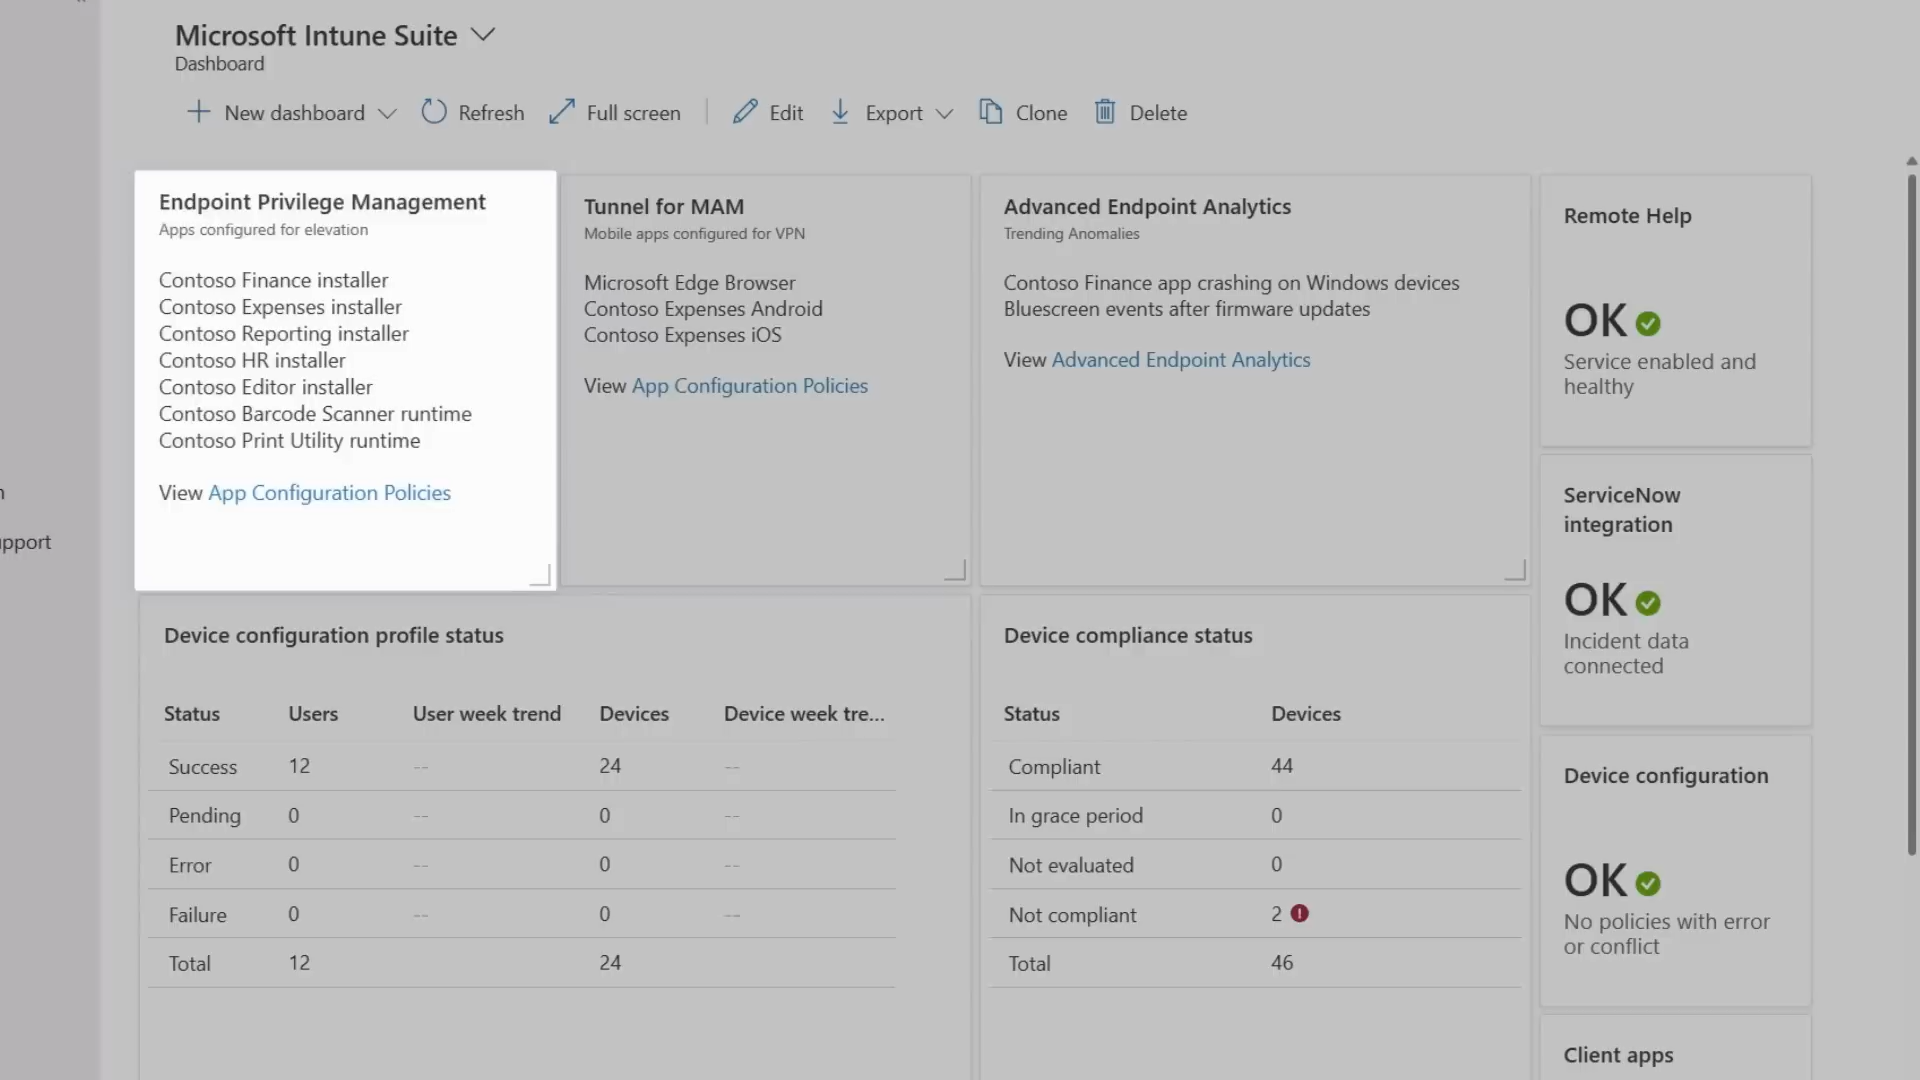 Microsoft Intune Suite
Dashboard
New dashboard
Refresh
Full screen
Edit
Export
Clone
Delete
Endpoint Privilege Management
Apps configured for elevation
Contoso Finance installer
Contoso Expenses installer
Contoso Reporting installer
Contoso HR installer
Contoso Editor installer
Contoso Barcode Scanner runtime
Contoso Print Utility runtime
View App Configuration Policies
Tunnel for MAM
Mobile apps configured for VPN
Microsoft Edge Browser
Contoso Expenses Android
Contoso Expenses iOS
View App Configuration Policies
Advanced Endpoint Analytics
Trending Anomalies
Contoso Finance app crashing on Windows devices
Bluescreen events after firmware updates
View Advanced Endpoint Analytics
Remote Help
OK
Service enabled and
healthy
ServiceNow
integration
OK
Incident data
connected
Device configuration
OK
No policies with error
or conflict
Client apps
Device configuration profile status
Status Users User week trend Devices Device week tre...
Success 12 -- 24 --
Pending 0 -- 0 --
Error 0 -- 0 --
Failure 0 -- 0 --
Total 12 24
Device compliance status
Status Devices
Compliant 44
In grace period 0
Not evaluated 0
Not compliant 2
Total 46